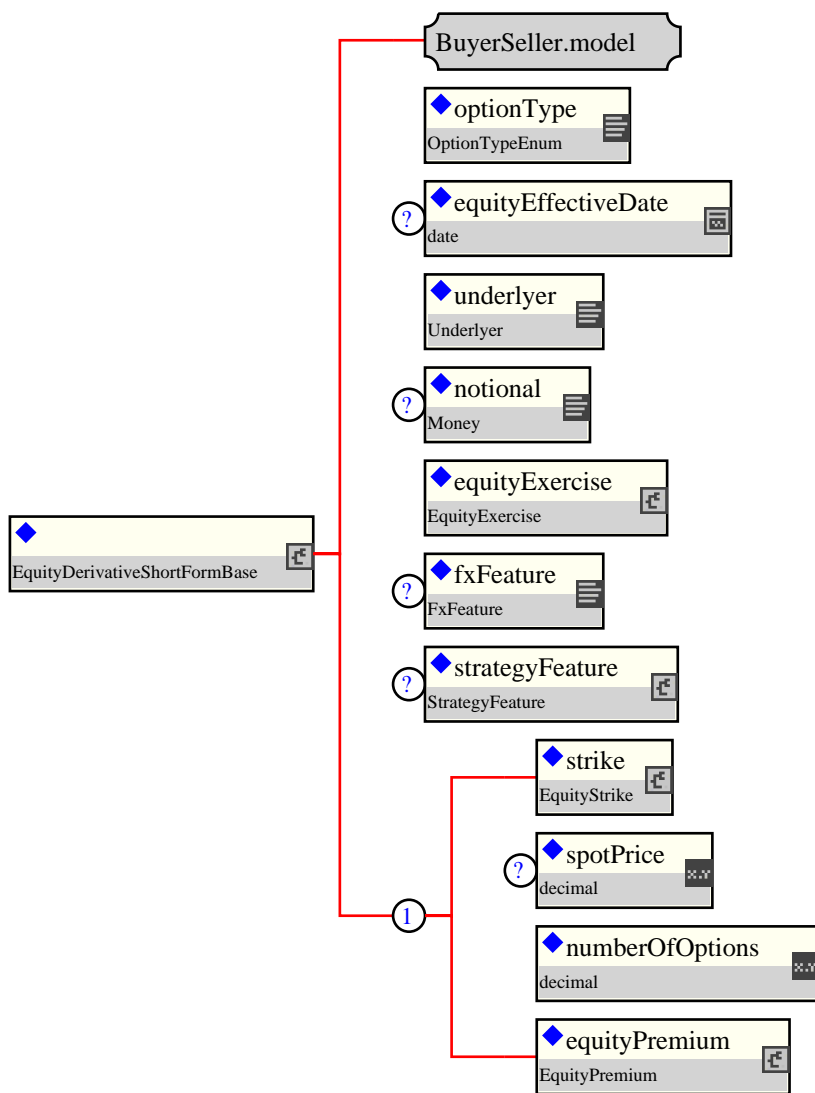 BuyerSeller.model
optionType
OptionTypeEnum
?
equityEffectiveDate
date
underlyer
Underlyer
?
notional
Money
equityExercise
EquityExercise
EquityDerivativeShortFormBase
?
fxFeature
FxFeature
?
strategyFeature
StrategyFeature
strike
EquityStrike
?
spotPrice
x.Y
decimal
1
numberOfOptions
x.Y
decimal
equityPremium
EquityPremium